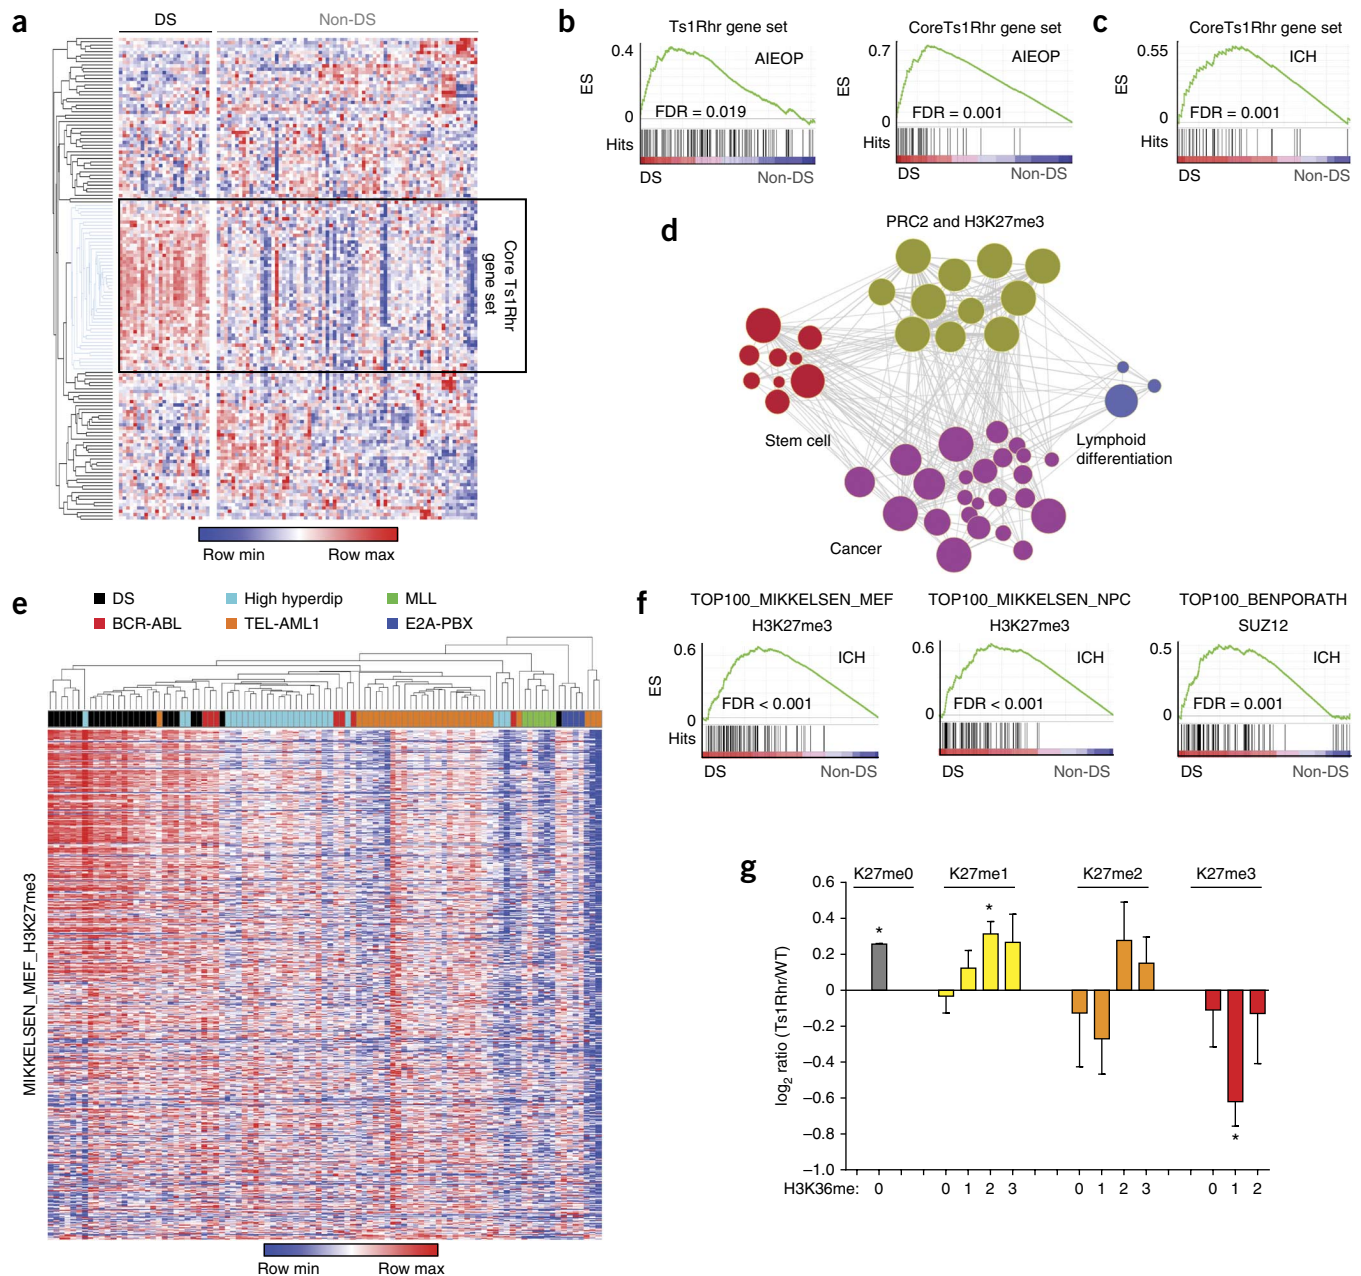 a
DS
Non-DS
Core Ts1Rhr
gene set
Row min
Row max
b
Ts1Rhr gene set
0.4
AIEOP
ES
FDR = 0.019
0
Hits
DS
Non-DS
CoreTs1Rhr gene set
0.7
AIEOP
ES
FDR = 0.001
0
Hits
DS
Non-DS
c
CoreTs1Rhr gene set
0.55
ICH
ES
FDR = 0.001
0
Hits
DS
Non-DS
d
PRC2 and H3K27me3
Stem cell
Lymphoid
differentiation
Cancer
e
DS
High hyperdip
MLL
BCR-ABL
TEL-AML1
E2A-PBX
MIKKELSEN_MEF_H3K27me3
Row min
Row max
f
TOP100_MIKKELSEN_MEF
H3K27me3
0.6
ICH
ES
FDR < 0.001
0
Hits
DS
Non-DS
TOP100_MIKKELSEN_NPC
H3K27me3
0.6
ICH
FDR < 0.001
0
DS
Non-DS
TOP100_BENPORATH
SUZ12
0.5
ICH
FDR = 0.001
0
DS
Non-DS
g
K27me0
K27me1
K27me2
K27me3
0.6
0.4
0.2
0
–0.2
–0.4
–0.6
–0.8
–1.0
log2 ratio (Ts1Rhr/WT)
*
*
*
H3K36me: 0 0 1 2 3 0 1 2 3 0 1 2